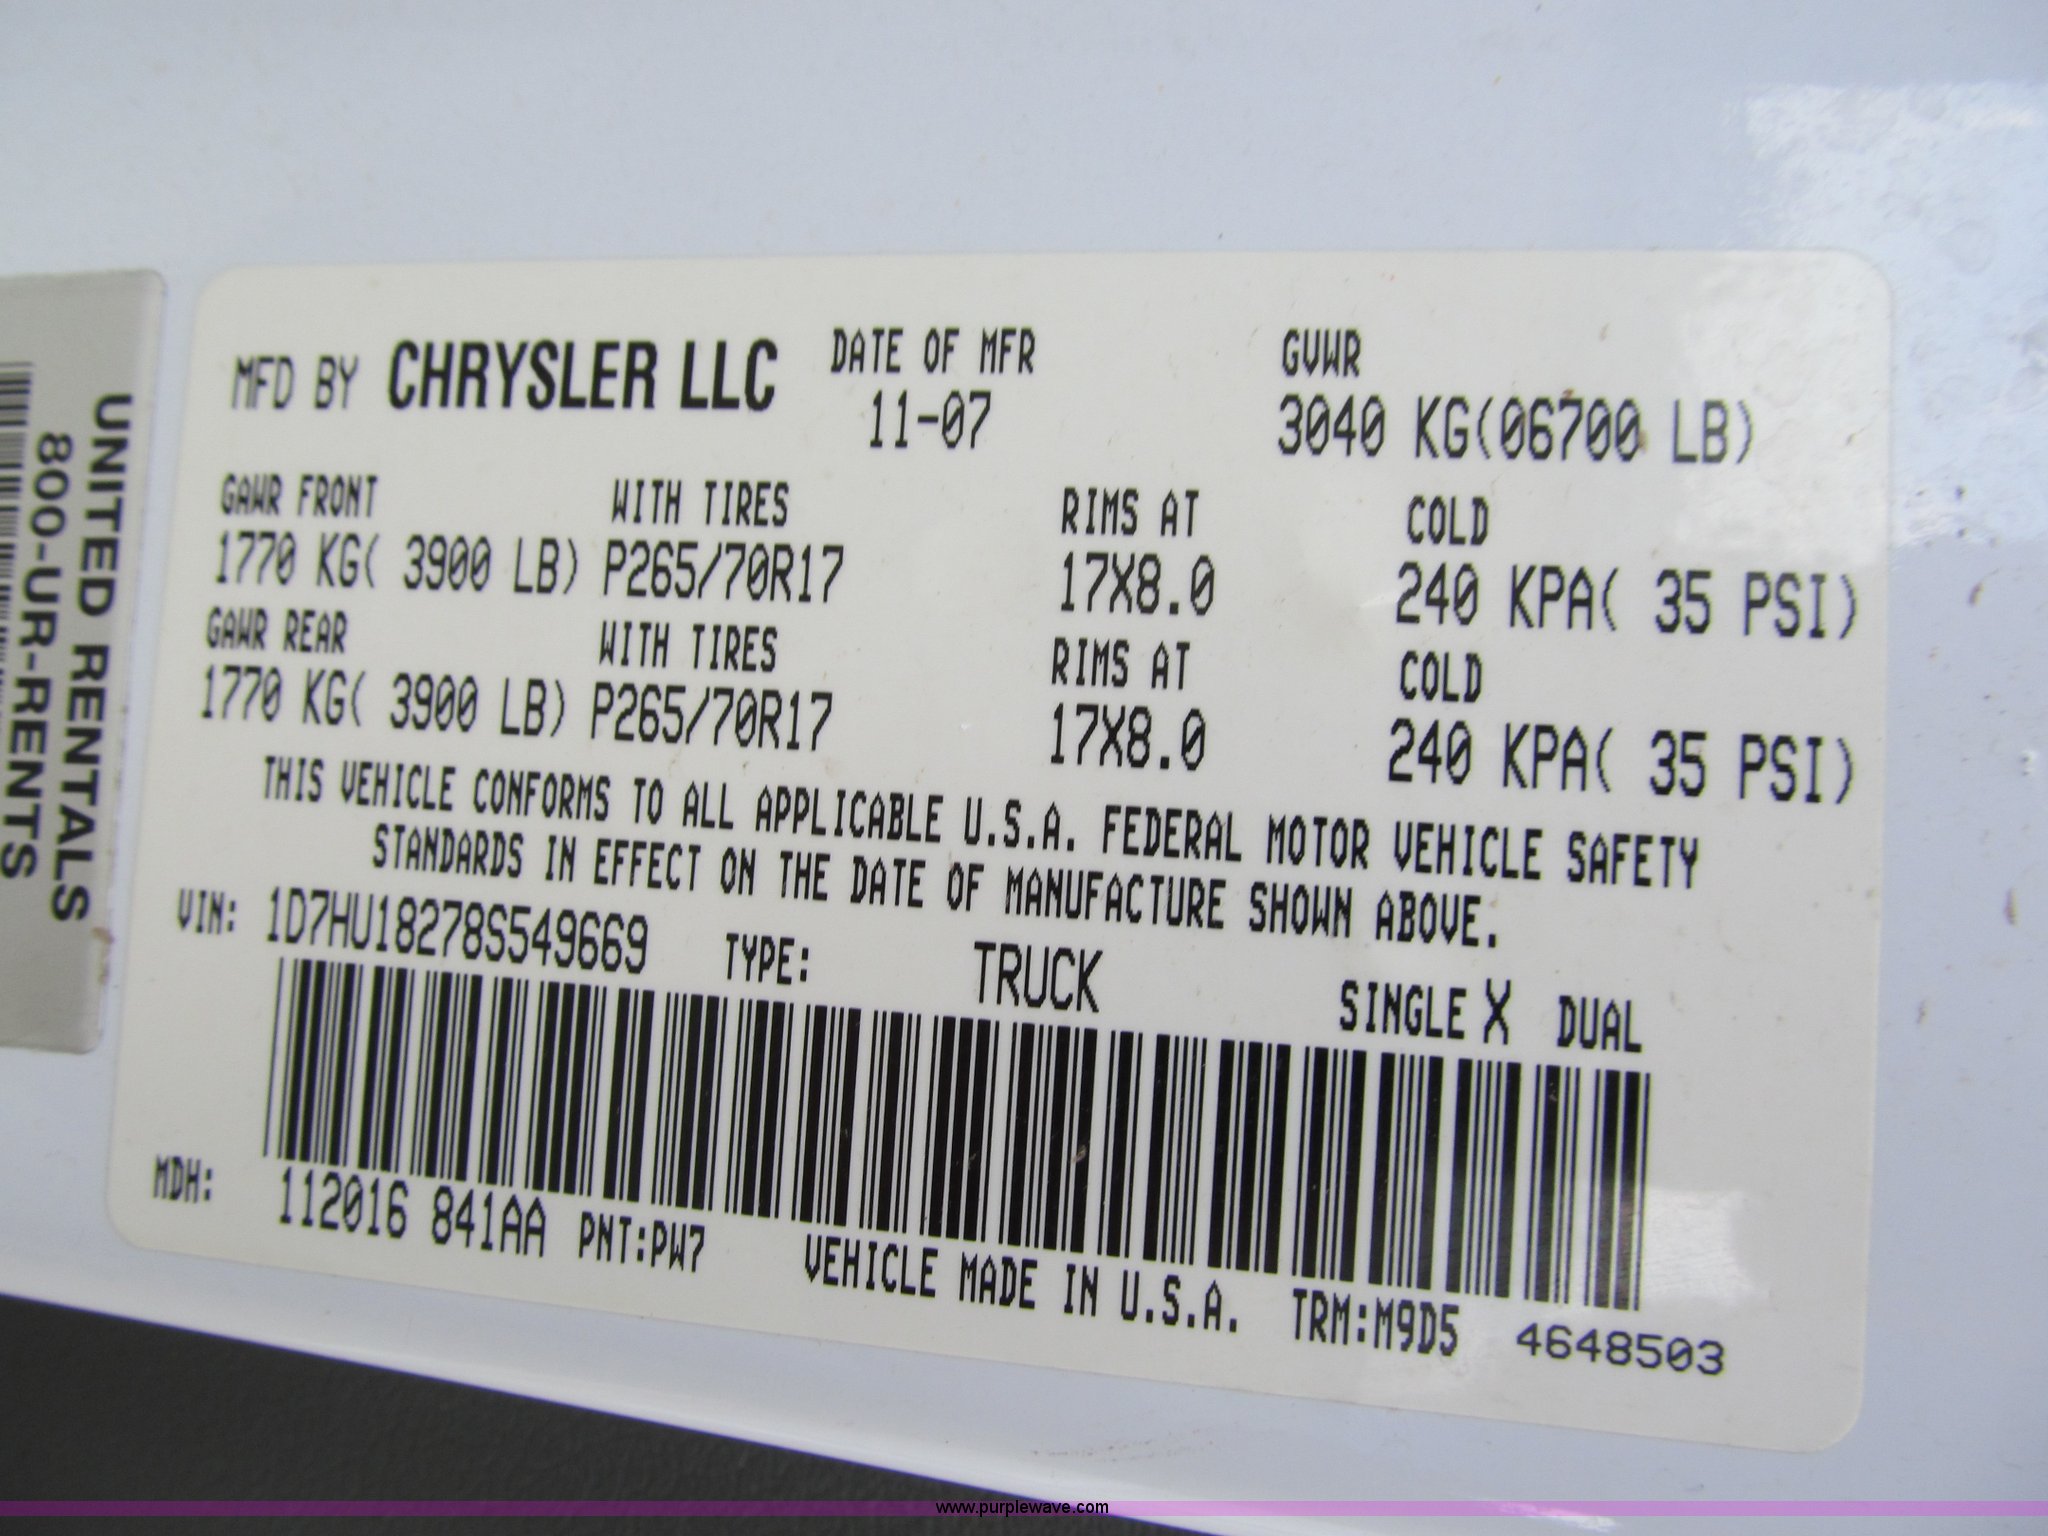 MFD BY CHRYSLER LLC DATE OF MFR GVWR
11-07 3040 KG(06700 LB)
GAWR FRONT WITH TIRES RIMS AT COLD
1770 KG( 3900 LB) P265/70R17 17X8.0 240 KPA( 35 PSI)
GAWR REAR WITH TIRES RIMS AT COLD
1770 KG( 3900 LB) P265/70R17 17X8.0 240 KPA( 35 PSI)
THIS VEHICLE CONFORMS TO ALL APPLICABLE U.S.A. FEDERAL MOTOR VEHICLE SAFETY
STANDARDS IN EFFECT ON THE DATE OF MANUFACTURE SHOWN ABOVE.
VIN: 1D7HU18278S549669 TYPE: TRUCK SINGLE X DUAL
MDH: 112016 841AA PNT:PW7 VEHICLE MADE IN U.S.A. TRM:M9D5 4648503
UNITED RENTALS
800-UR-RENTS
www.purplewave.com